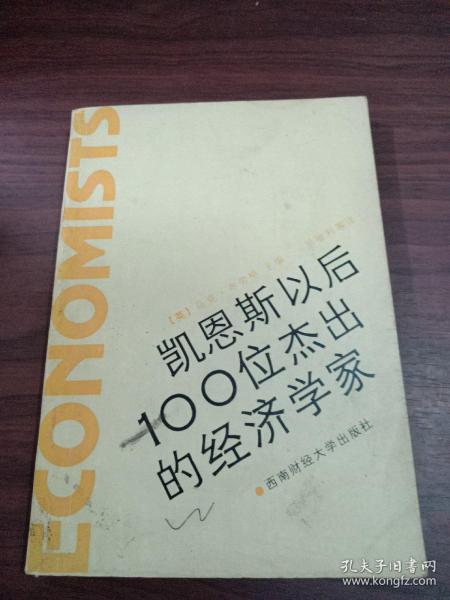 ECONOMISTS
凯恩斯以后
100位杰出
的经济学家
西南财经大学出版社
孔夫子旧书网
www.kongfz.com